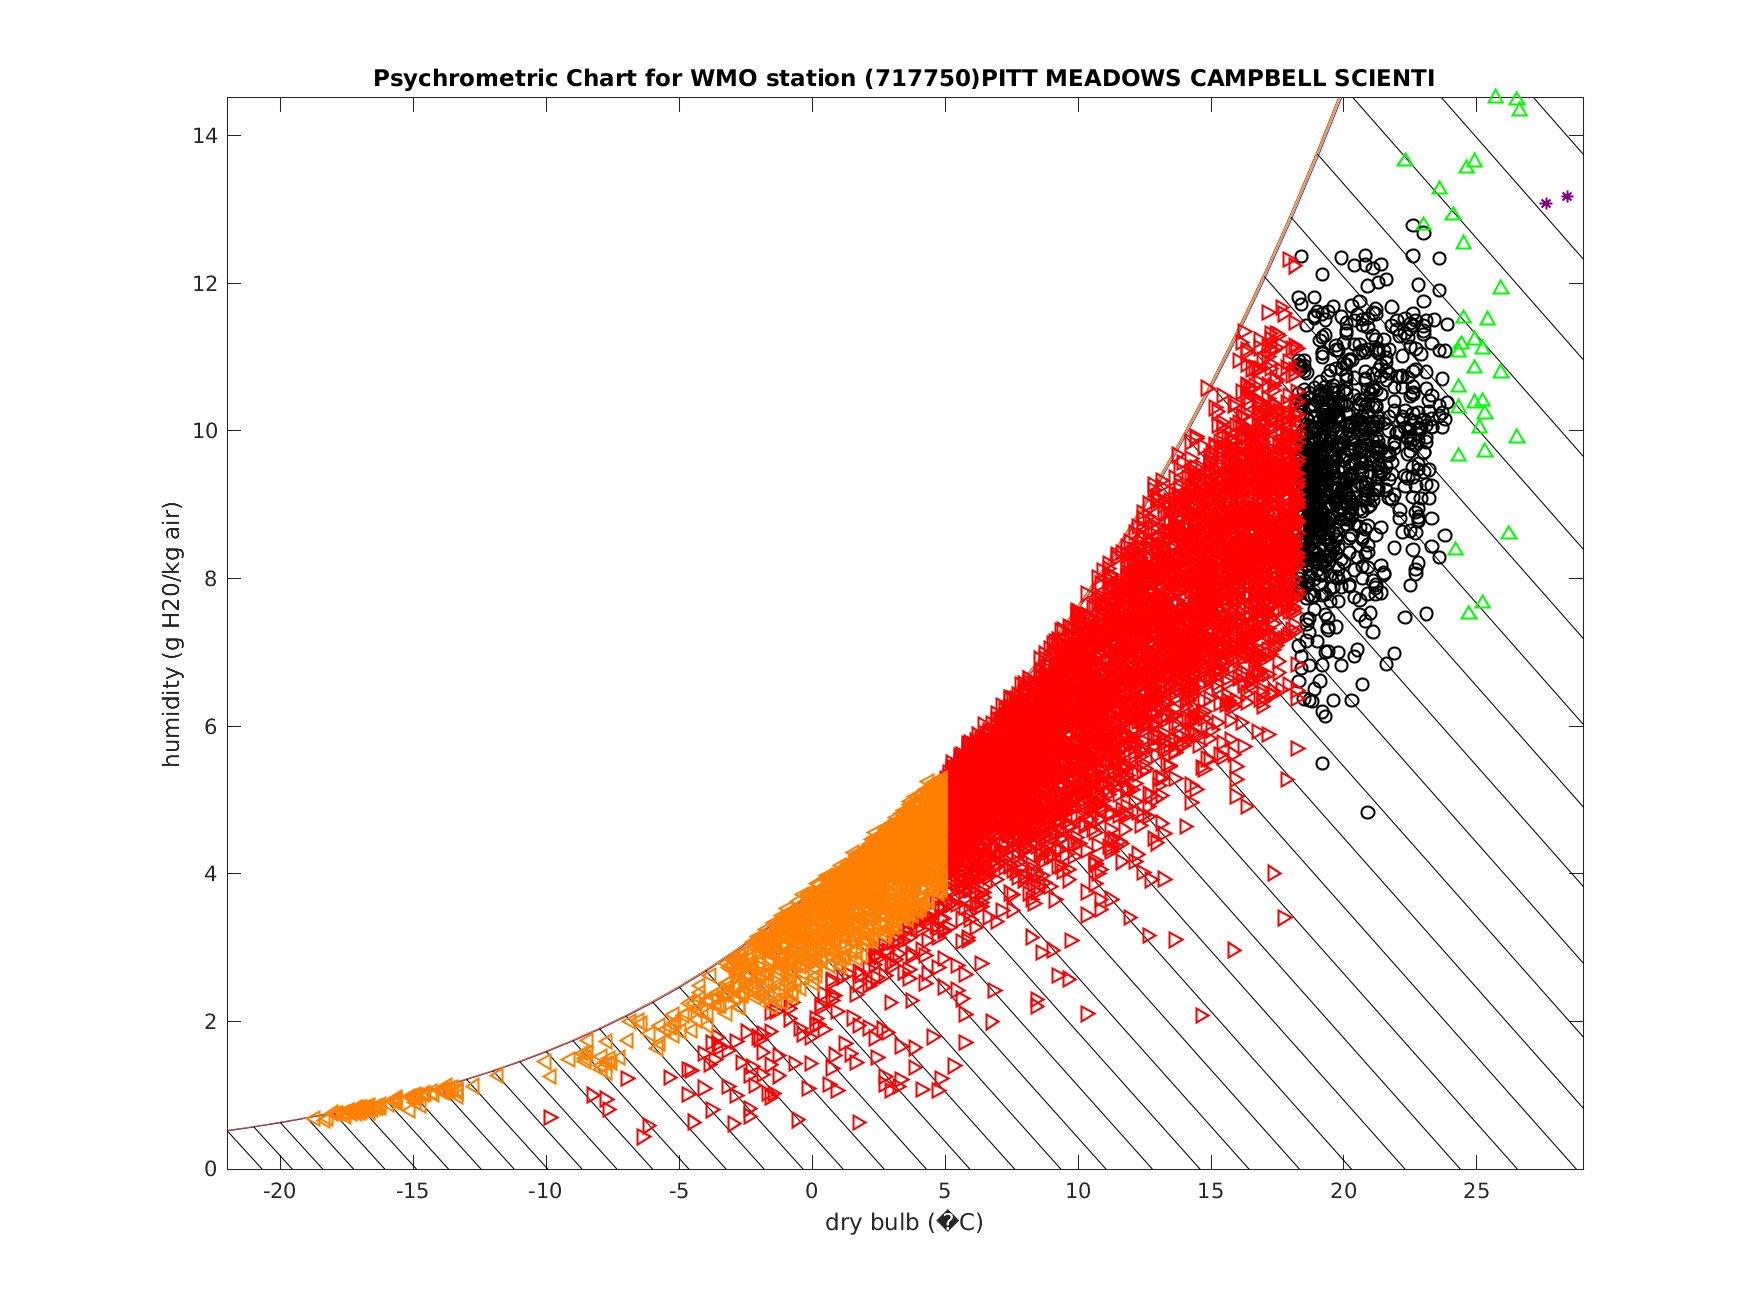 Psychrometric Chart for WMO station (717750)PITT MEADOWS CAMPBELL SCIENTI
14
12
10
8
6
4
2
0
humidity (g H20/kg air)
-20 -15 -10 -5 0 5 10 15 20 25
dry bulb (�C)